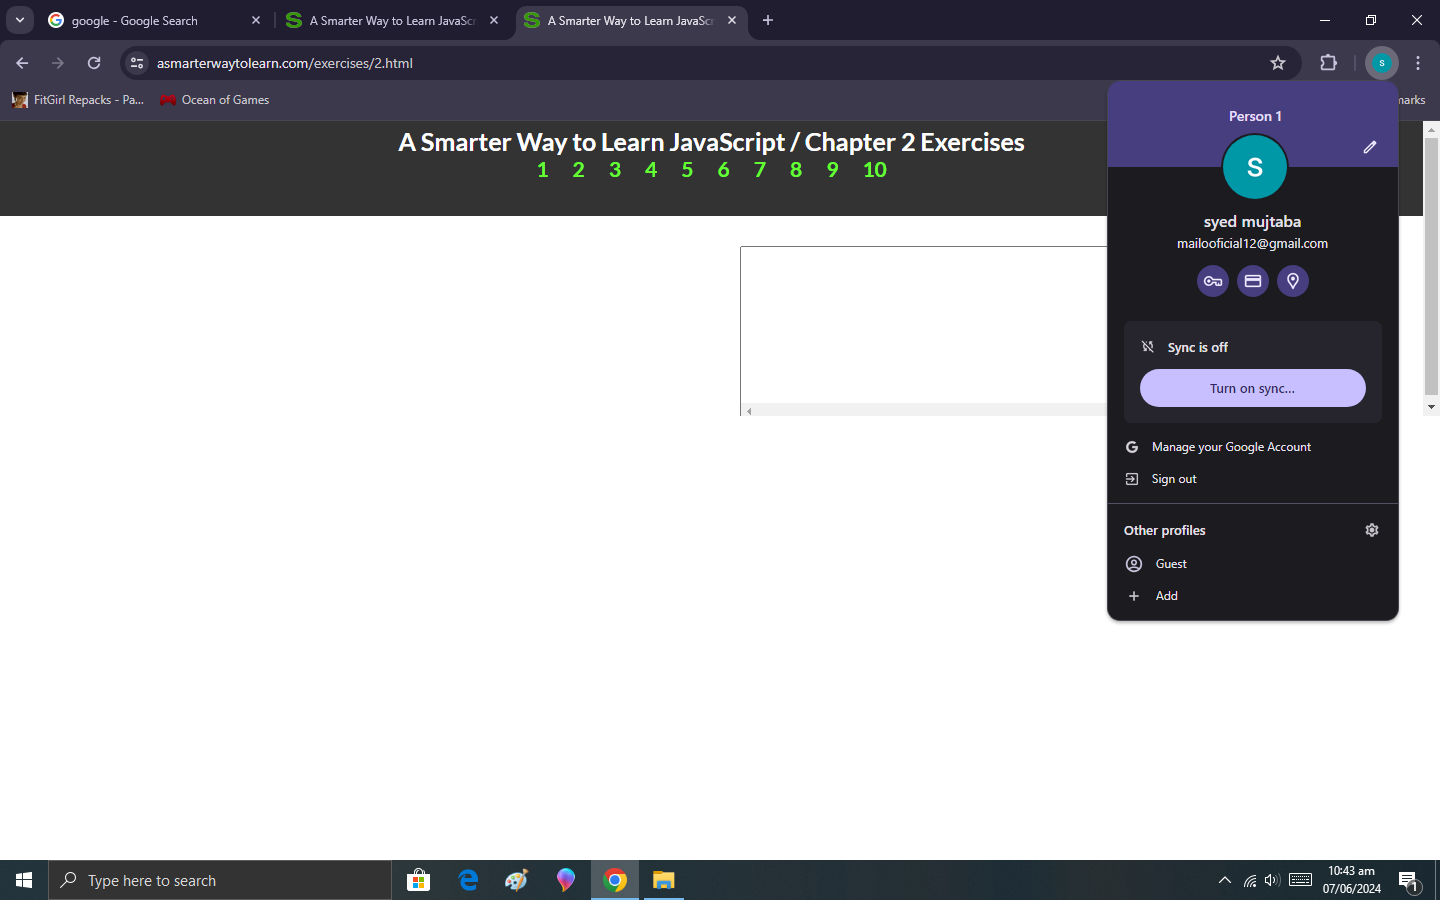 google - Google Search
A Smarter Way to Learn JavaScr
A Smarter Way to Learn JavaScr
asmarterwaytolearn.com/exercises/2.html
S
FitGirl Repacks - Pa...
Ocean of Games
marks
A Smarter Way to Learn JavaScript / Chapter 2 Exercises
1 2 3 4 5 6 7 8 9 10
Person 1
S
syed mujtaba
mailooficial12@gmail.com
Sync is off
Turn on sync...
Manage your Google Account
Sign out
Other profiles
Guest
Add
Type here to search
10:43 am
07/06/2024
1